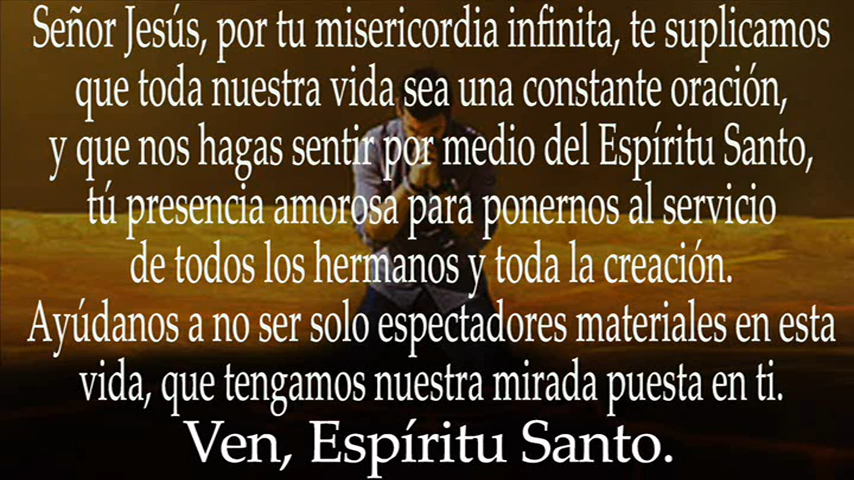 Señor Jesús, por tu misericordia infinita, te suplicamos
que toda nuestra vida sea una constante oración,
y que nos hagas sentir por medio del Espíritu Santo,
tú presencia amorosa para ponernos al servicio
de todos los hermanos y toda la creación.
Ayúdanos a no ser solo espectadores materiales en esta
vida, que tengamos nuestra mirada puesta en ti.
Ven, Espíritu Santo.